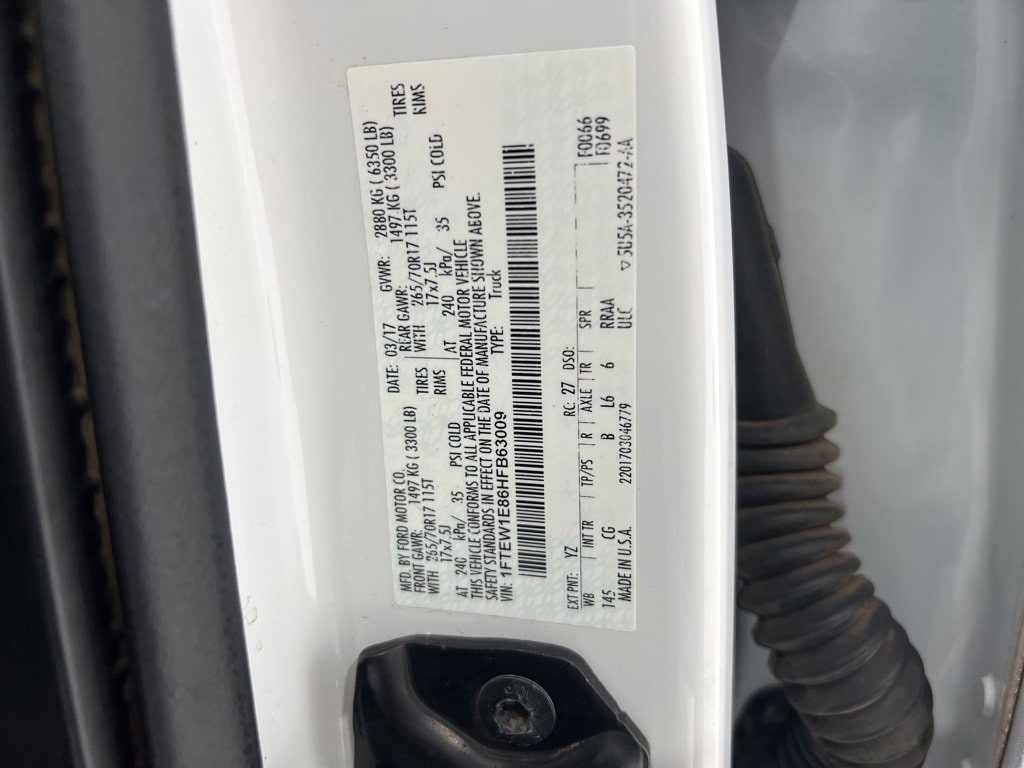 MFD. BY FORD MOTOR CO. DATE: 03/17 GVWR: 2880 KG ( 6350 LB)
FRONT GAWR: 1497 KG ( 3300 LB) REAR GAWR: 1497 KG ( 3300 LB)
WITH 265/70R17 115T TIRES WITH 265/70R17 115T TIRES
17x7.5J RIMS 17x7.5J RIMS
AT 240 kPa/ 35 PSI COLD AT 240 kPa/ 35 PSI COLD
THIS VEHICLE CONFORMS TO ALL APPLICABLE FEDERAL MOTOR VEHICLE
SAFETY STANDARDS IN EFFECT ON THE DATE OF MANUFACTURE SHOWN ABOVE.
VIN: 1FTEW1E86HFB63009 TYPE: Truck
EXT PNT: YZ RC: 27 DSO: F0066
WB INT TR TP/PS R AXLE TR SPR F0699
145 CG B L6 6 RRAA
MADE IN U.S.A. 2201703046779 ULC ▽5U5A-3520472-AA